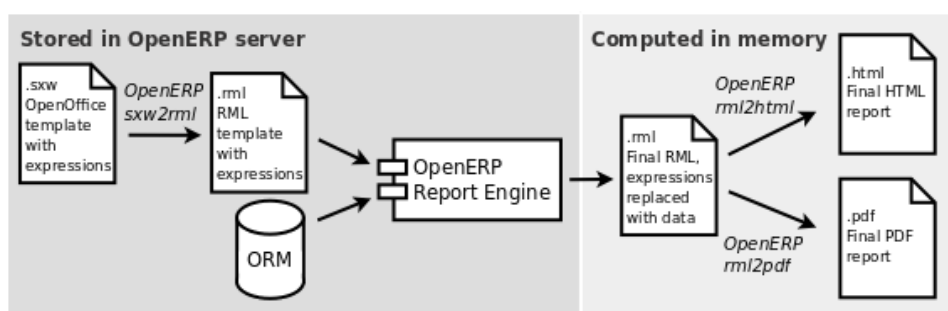 Stored in OpenERP server
.sxw
OpenOffice
template
with
expressions
OpenERP
sxw2rml
.rml
RML
template
with
expressions
ORM
OpenERP
Report Engine
Computed in memory
.rml
Final RML,
expressions
replaced
with data
OpenERP
rml2html
.html
Final HTML
report
OpenERP
rml2pdf
.pdf
Final PDF
report